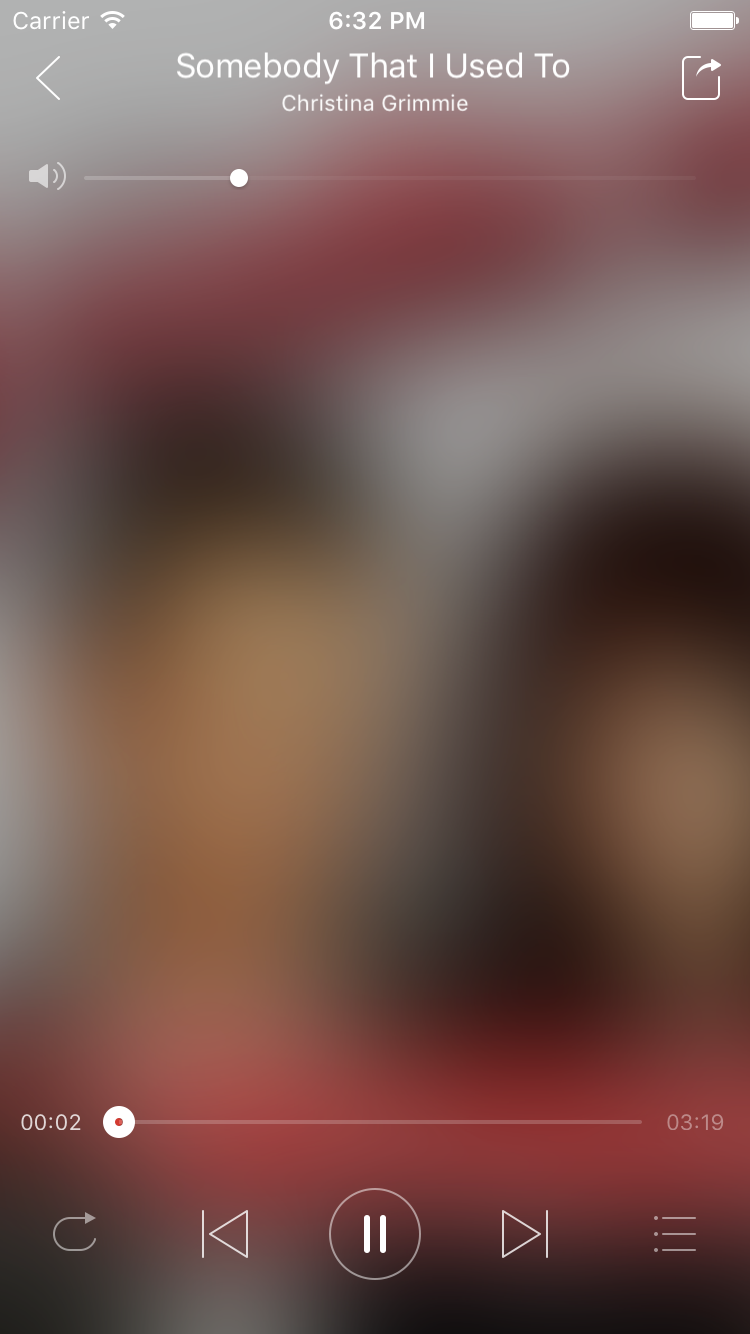 Carrier 6:32 PM
Somebody That I Used To
Christina Grimmie
00:02 03:19